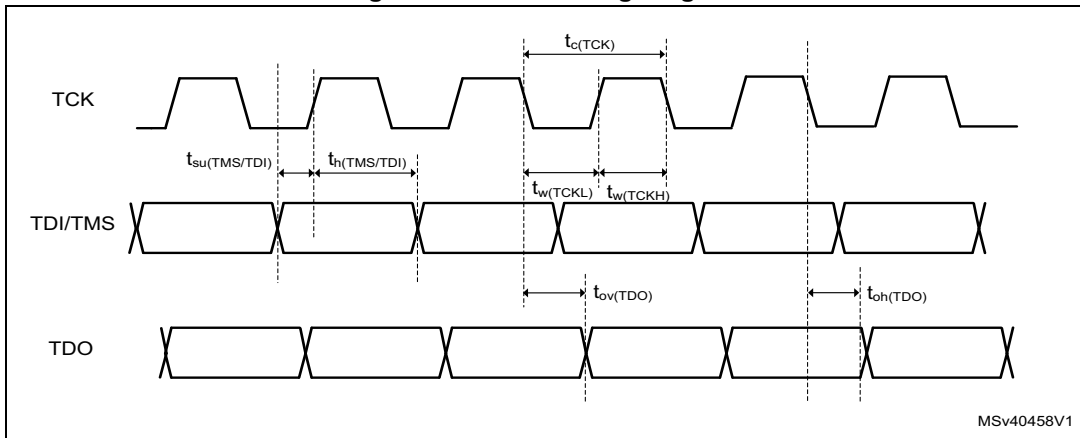 tc(TCK)
TCK
tsu(TMS/TDI)
th(TMS/TDI)
tw(TCKL)
tw(TCKH)
TDI/TMS
tov(TDO)
toh(TDO)
TDO
MSv40458V1